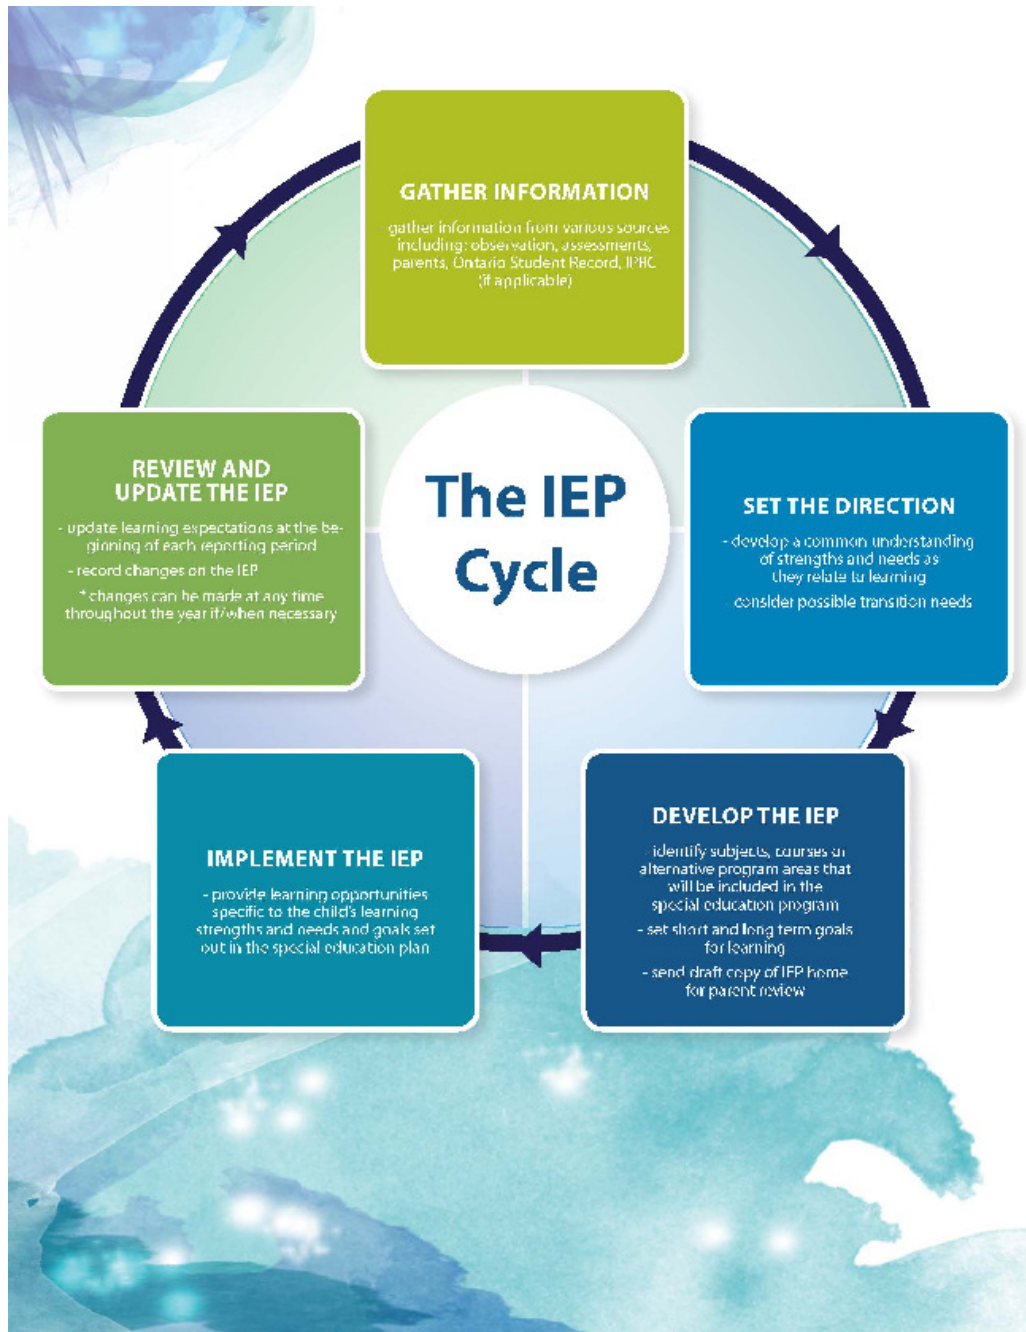 GATHER INFORMATION
- gather information from various sources
including: observation, assessments,
parents, Ontario Student Record, IPRC
(if applicable)
The IEP
Cycle
SET THE DIRECTION
- develop a common understanding
of strengths and needs as
they relate to learning
- consider possible transition needs
DEVELOP THE IEP
- identify subjects, courses or
alternative program areas that
will be included in the
special education program
- set short and long term goals
for learning
- send draft copy of IEP home
for parent review
IMPLEMENT THE IEP
- provide learning opportunities
specific to the child's learning
strengths and needs and goals set
out in the special education plan
REVIEW AND
UPDATE THE IEP
- update learning expectations at the be-
ginning of each reporting period
- record changes on the IEP
* changes can be made at any time
throughout the year if/when necessary